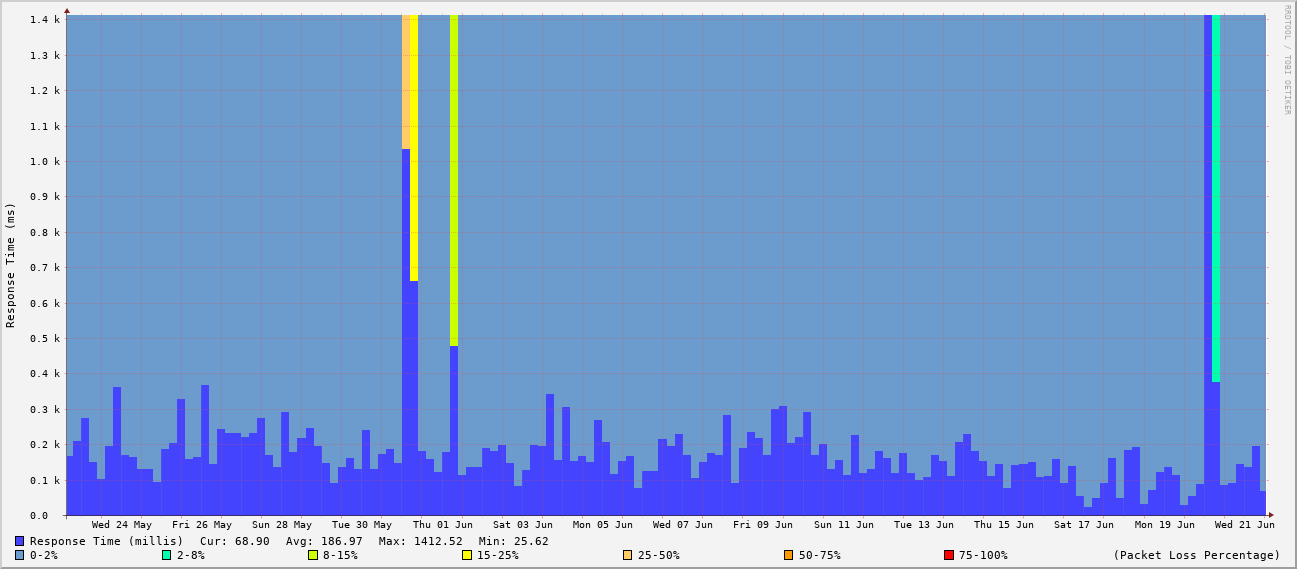 1.4 k
1.3 k
1.2 k
1.1 k
1.0 k
0.9 k
0.8 k
0.7 k
0.6 k
0.5 k
0.4 k
0.3 k
0.2 k
0.1 k
0.0
Response Time (ms)
RRDTOOL / TOBI OETIKER
Wed 24 May Fri 26 May Sun 28 May Tue 30 May Thu 01 Jun Sat 03 Jun Mon 05 Jun Wed 07 Jun Fri 09 Jun Sun 11 Jun Tue 13 Jun Thu 15 Jun Sat 17 Jun Mon 19 Jun Wed 21 Jun
Response Time (millis) Cur: 68.90 Avg: 186.97 Max: 1412.52 Min: 25.62
0-2% 2-8% 8-15% 15-25% 25-50% 50-75% 75-100% (Packet Loss Percentage)